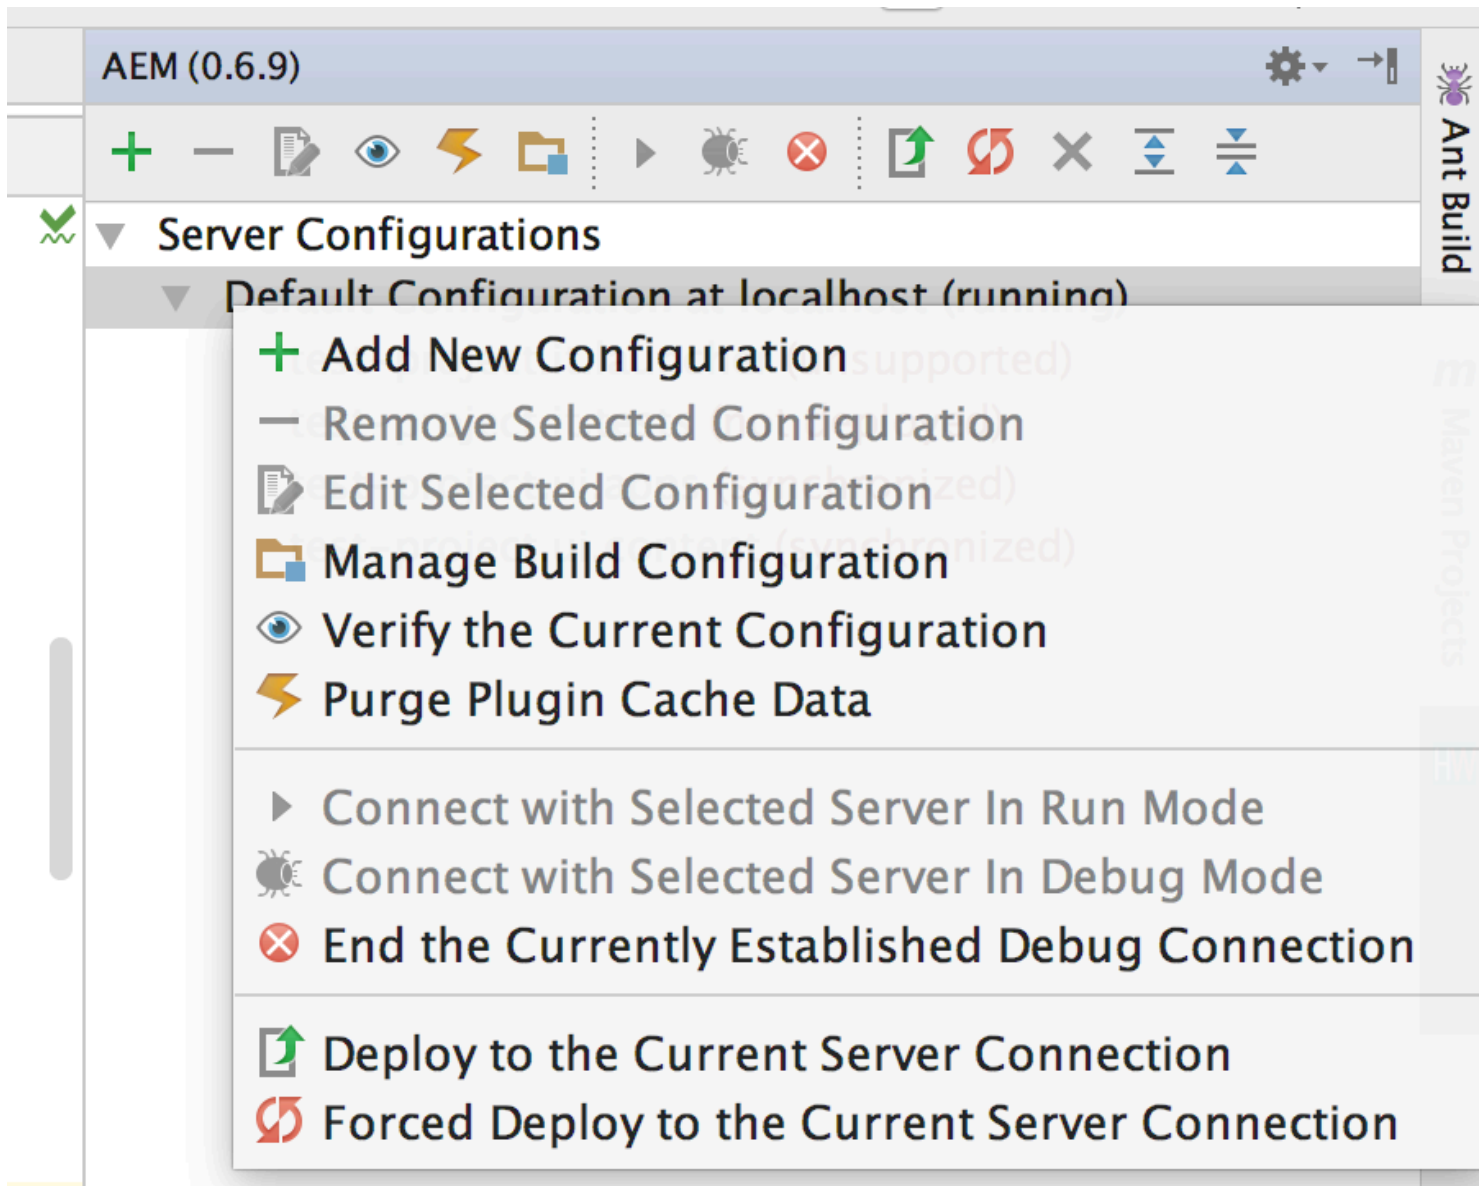 AEM (0.6.9)
Ant Build
Server Configurations
Default Configuration at localhost (running)
Add New Configuration
Remove Selected Configuration
Edit Selected Configuration
Manage Build Configuration
Verify the Current Configuration
Purge Plugin Cache Data
Maven Projects
Connect with Selected Server In Run Mode
Connect with Selected Server In Debug Mode
End the Currently Established Debug Connection
Deploy to the Current Server Connection
Forced Deploy to the Current Server Connection